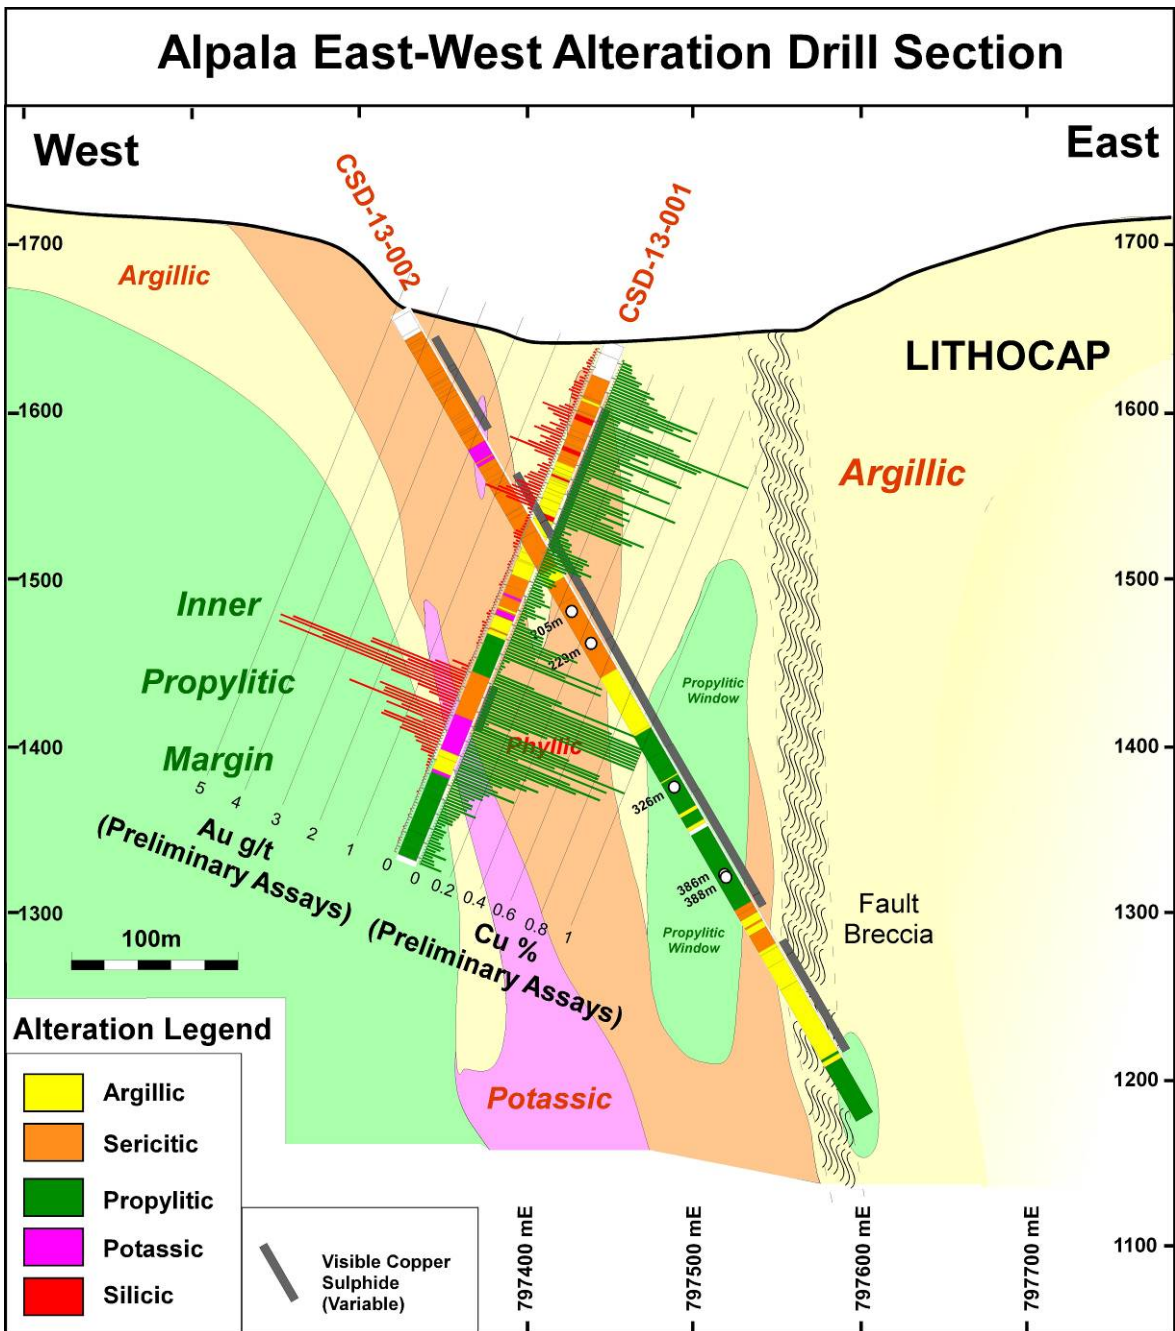 Alpala East-West Alteration Drill Section
West
East
CSD-13-002
CSD-13-001
1700
1700
Argillic
LITHOCAP
1600
1600
Argillic
1500
1500
Inner
Propylitic
Margin
205m
229m
Propylitic
Window
1400
1400
Phyllic
326m
5
4
3
2
1
0
Au g/t
(Preliminary Assays)
0
0.2
0.4
0.6
0.8
1
Cu %
(Preliminary Assays)
386m
388m
Fault
Breccia
1300
1300
Propylitic
Window
100m
Alteration Legend
Argillic
Sericitic
Propylitic
Potassic
Silicic
Potassic
1200
Visible Copper
Sulphide
(Variable)
1100
797400 mE
797500 mE
797600 mE
797700 mE